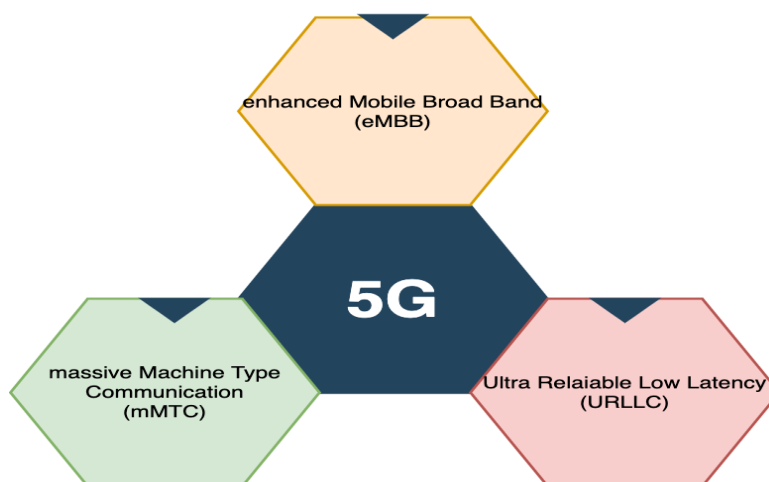 enhanced Mobile Broad Band
(eMBB)
5G
massive Machine Type
Communication
(mMTC)
Ultra Relaiable Low Latency
(URLLC)